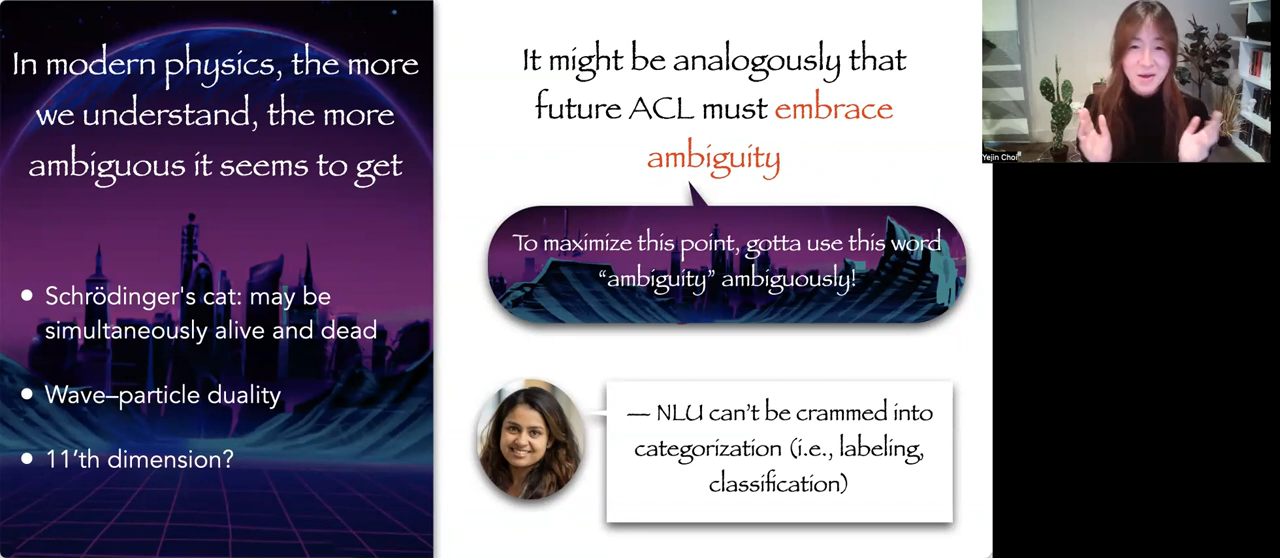 In modern physics, the more
we understand, the more
ambiguous it seems to get
• Schrödinger's cat: may be
simultaneously alive and dead
• Wave–particle duality
• 11'th dimension?
It might be analogously that
future ACL must embrace
ambiguity
To maximize this point, gotta use this word
“ambiguity” ambiguously!
— NLU can't be crammed into
categorization (i.e., labeling,
classification)
Yejin Choi